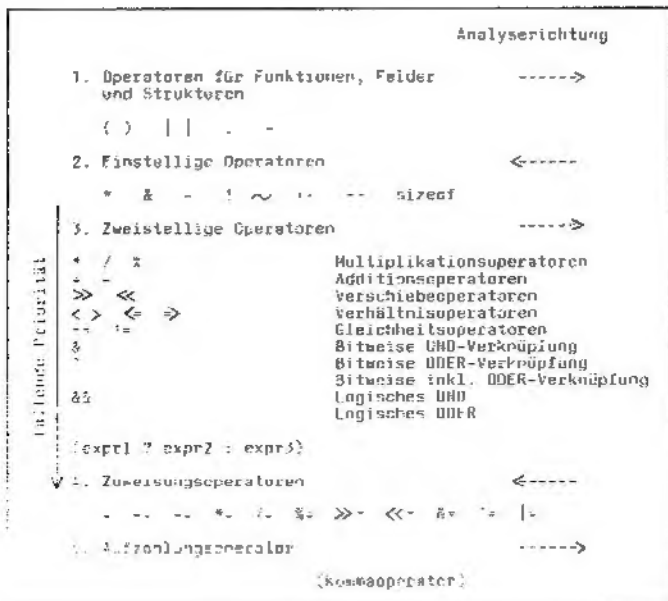 Analyserichtung
1. Operatoren für Funktionen, Felder ------>
und Strukturen
( ) | | . -
2. Einstellige Operatoren <------
* & - ! ~ -- sizeof
3. Zweistellige Operatoren ------>
* / % Multiplikationsoperatoren
+ - Additionsoperatoren
>> << Verschiebeoperatoren
< > <= => Verhältnisoperatoren
!= Gleichheitsoperatoren
& Bitweise UND-Verknüpfung
Bitweise ODER-Verknüpfung
Bitweise inkl. ODER-Verknüpfung
&& Logisches UND
Logisches ODER
(expr1 ? expr2 : expr3)
4. Zuweisungsoperatoren <------
*= /= %= >>= <<= &= ^= |=
Aufzählungsoperator ------>
(Kommaoperator)
fallende Priorität